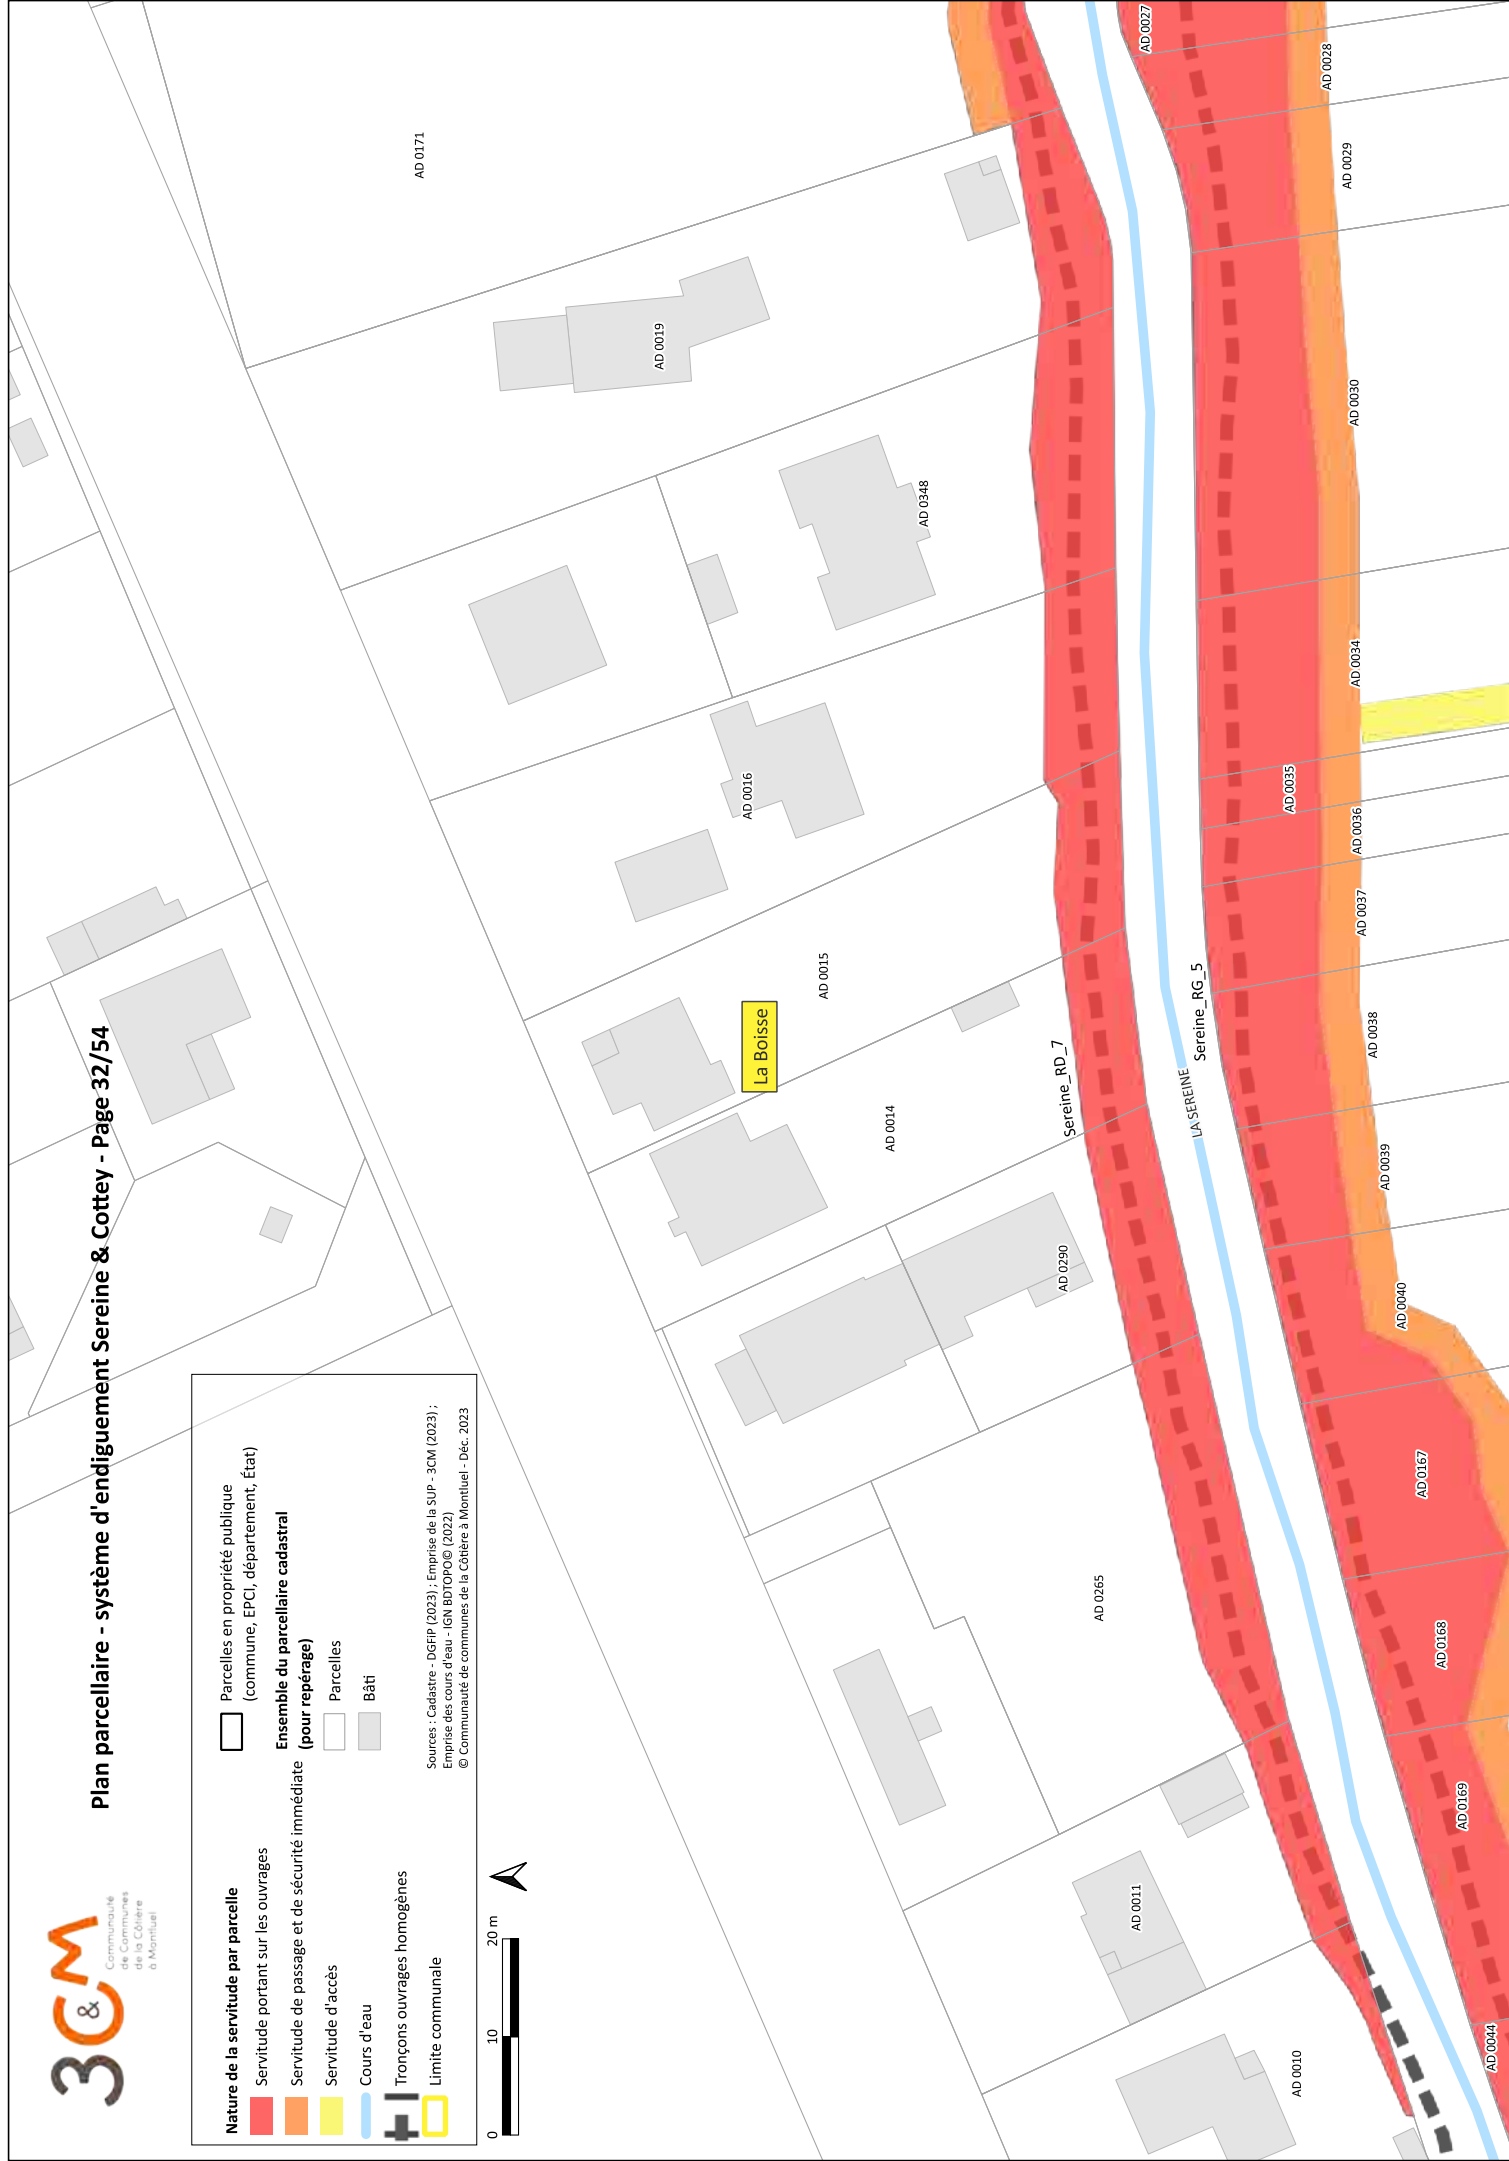 3C&M
Communauté
de Communes
de la Côtière
à Montluel
Plan parcellaire - système d'endiguement Sereine & Cottey - Page 32/54
Nature de la servitude par parcelle
Servitude portant sur les ouvrages
Servitude de passage et de sécurité immédiate
Servitude d'accès
Cours d'eau
Tronçons ouvrages homogènes
Limite communale
Parcelles en propriété publique
(commune, EPCI, département, État)
Ensemble du parcellaire cadastral
(pour repérage)
Parcelles
Bâti
Sources : Cadastre - DGFiP (2023) ; Emprise de la SUP - 3CM (2023) ;
Emprise des cours d'eau - IGN BDTOPO© (2022)
© Communauté de communes de la Côtière à Montluel - Déc. 2023
0 10 20 m
La Boisse
AD 0171
AD 0019
AD 0348
AD 0016
AD 0015
AD 0014
AD 0290
AD 0265
AD 0011
AD 0010
Sereine_RD_7
LA SEREINE
Sereine_RG_5
AD 0027
AD 0028
AD 0029
AD 0030
AD 0034
AD 0035
AD 0036
AD 0037
AD 0038
AD 0039
AD 0040
AD 0167
AD 0168
AD 0169
AD 0044